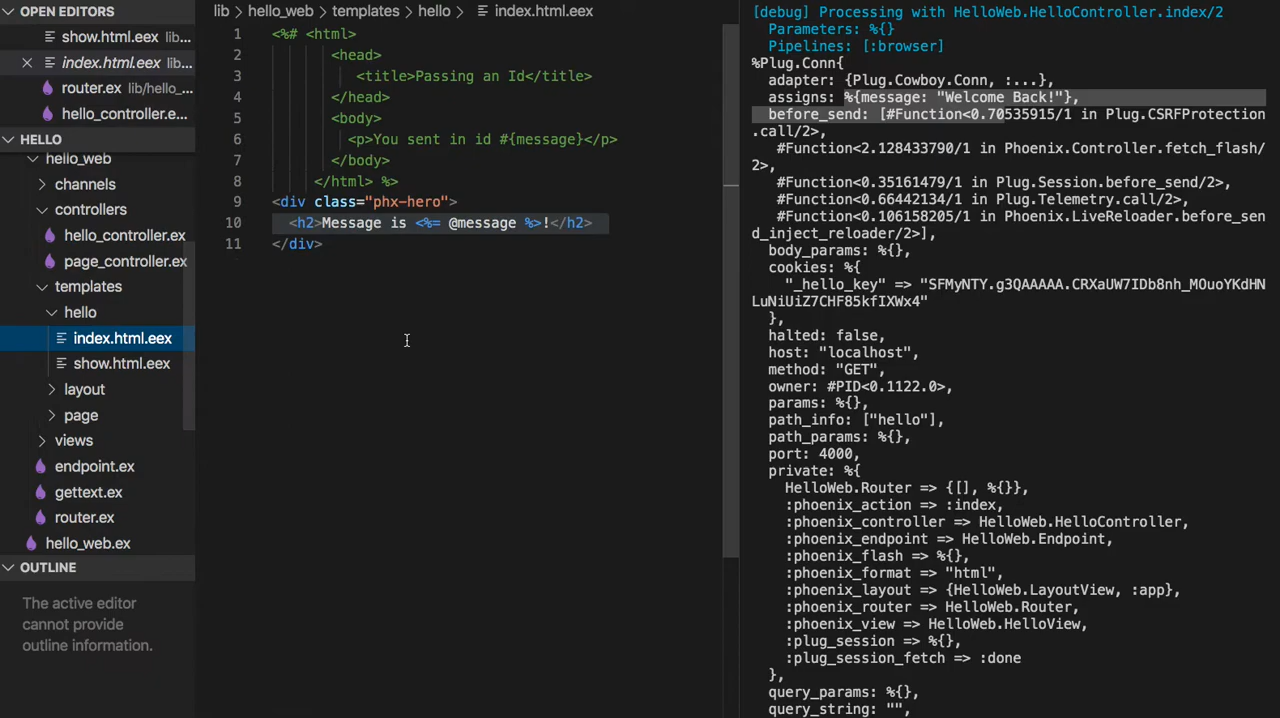 OPEN EDITORS
show.html.eex lib...
index.html.eex lib...
router.ex lib/hello_...
hello_controller.e...
HELLO
hello_web
channels
controllers
hello_controller.ex
page_controller.ex
templates
hello
index.html.eex
show.html.eex
layout
page
views
endpoint.ex
gettext.ex
router.ex
hello_web.ex
OUTLINE
The active editor
cannot provide
outline information.
lib > hello_web > templates > hello > index.html.eex
1 <%# <html>
2 <head>
3 <title>Passing an Id</title>
4 </head>
5 <body>
6 <p>You sent in id #{message}</p>
7 </body>
8 </html> %>
9 <div class="phx-hero">
10 <h2>Message is <%= @message %>!</h2>
11 </div>
[debug] Processing with HelloWeb.HelloController.index/2
Parameters: %{}
Pipelines: [:browser]
%Plug.Conn{
adapter: {Plug.Cowboy.Conn, :...},
assigns: %{message: "Welcome Back!"},
before_send: [#Function<0.70535915/1 in Plug.CSRFProtection
.call/2>,
#Function<2.128433790/1 in Phoenix.Controller.fetch_flash/
2>,
#Function<0.35161479/1 in Plug.Session.before_send/2>,
#Function<0.66442134/1 in Plug.Telemetry.call/2>,
#Function<0.106158205/1 in Phoenix.LiveReloader.before_sen
d_inject_reloader/2>],
body_params: %{},
cookies: %{
"_hello_key" => "SFMyNTY.g3QAAAAA.CRXaUW7IDb8nh_MOuoYKdHN
LuNiUiZ7CHF85kfIXWx4"
},
halted: false,
host: "localhost",
method: "GET",
owner: #PID<0.1122.0>,
params: %{},
path_info: ["hello"],
path_params: %{},
port: 4000,
private: %{
HelloWeb.Router => {[], %{}},
:phoenix_action => :index,
:phoenix_controller => HelloWeb.HelloController,
:phoenix_endpoint => HelloWeb.Endpoint,
:phoenix_flash => %{},
:phoenix_format => "html",
:phoenix_layout => {HelloWeb.LayoutView, :app},
:phoenix_router => HelloWeb.Router,
:phoenix_view => HelloWeb.HelloView,
:plug_session => %{},
:plug_session_fetch => :done
},
query_params: %{},
query_string: "",